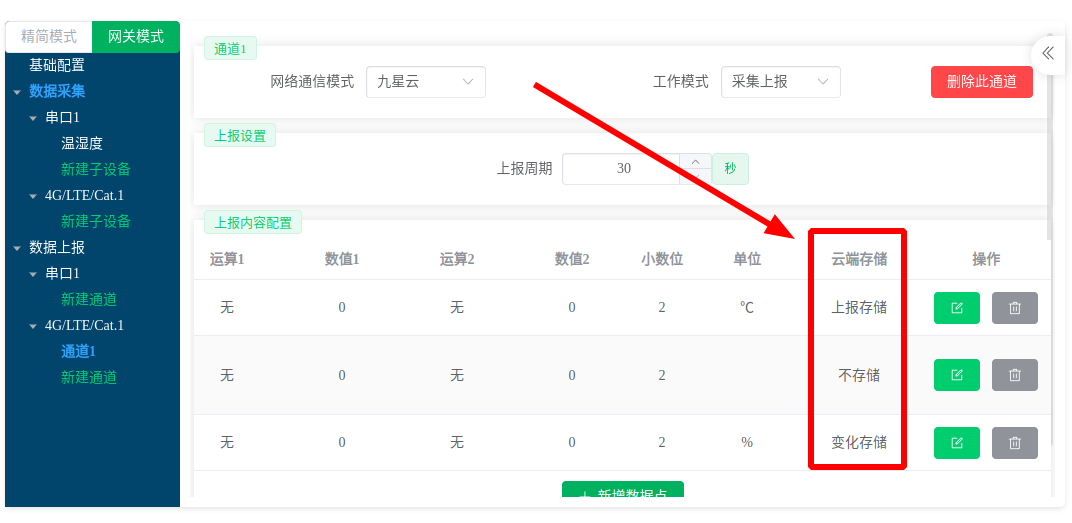 精简模式 网关模式
基础配置
数据采集
串口1
温湿度
新建子设备
4G/LTE/Cat.1
新建子设备
数据上报
串口1
新建通道
4G/LTE/Cat.1
通道1
新建通道
通道1
网络通信模式 九星云 工作模式 采集上报 删除此通道
上报设置
上报周期 30 秒
上报内容配置
运算1 数值1 运算2 数值2 小数位 单位 云端存储 操作
无 0 无 0 2 ℃ 上报存储
无 0 无 0 2 不存储
无 0 无 0 2 % 变化存储
+ 新增数据点